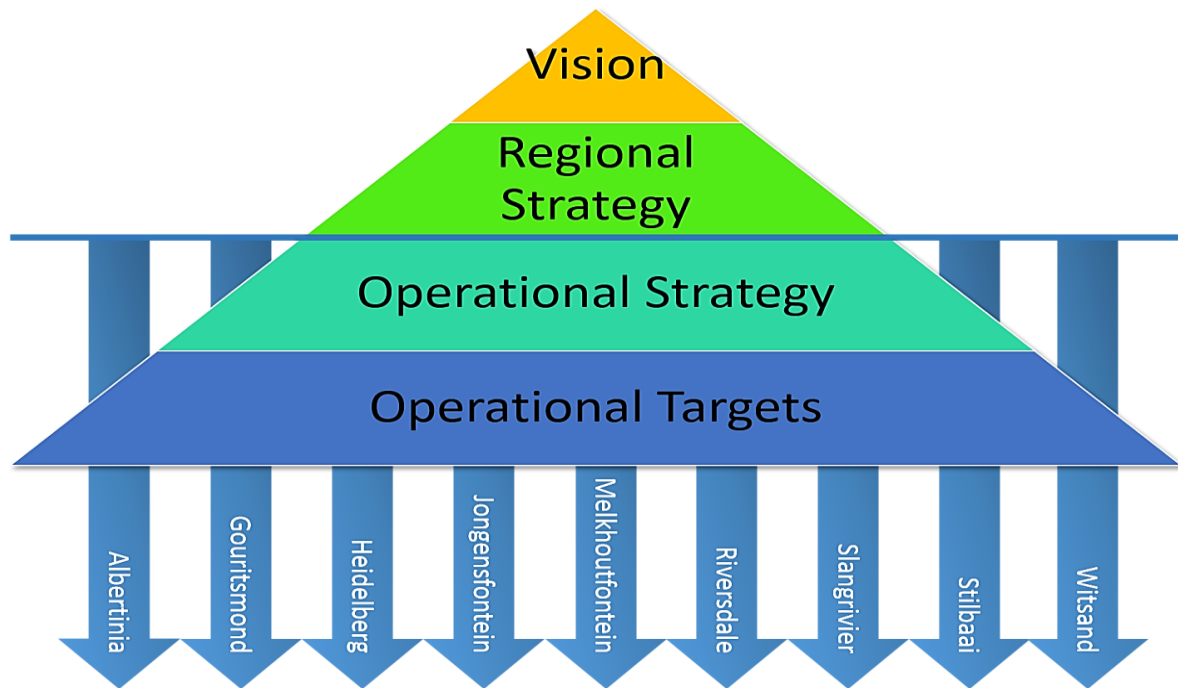 Vision
Regional
Strategy
Operational Strategy
Operational Targets
Albertinia
Gouritsmond
Heidelberg
Jongensfontein
Melkhoutfontein
Riversdale
Slangrivier
Stilbaai
Witsand